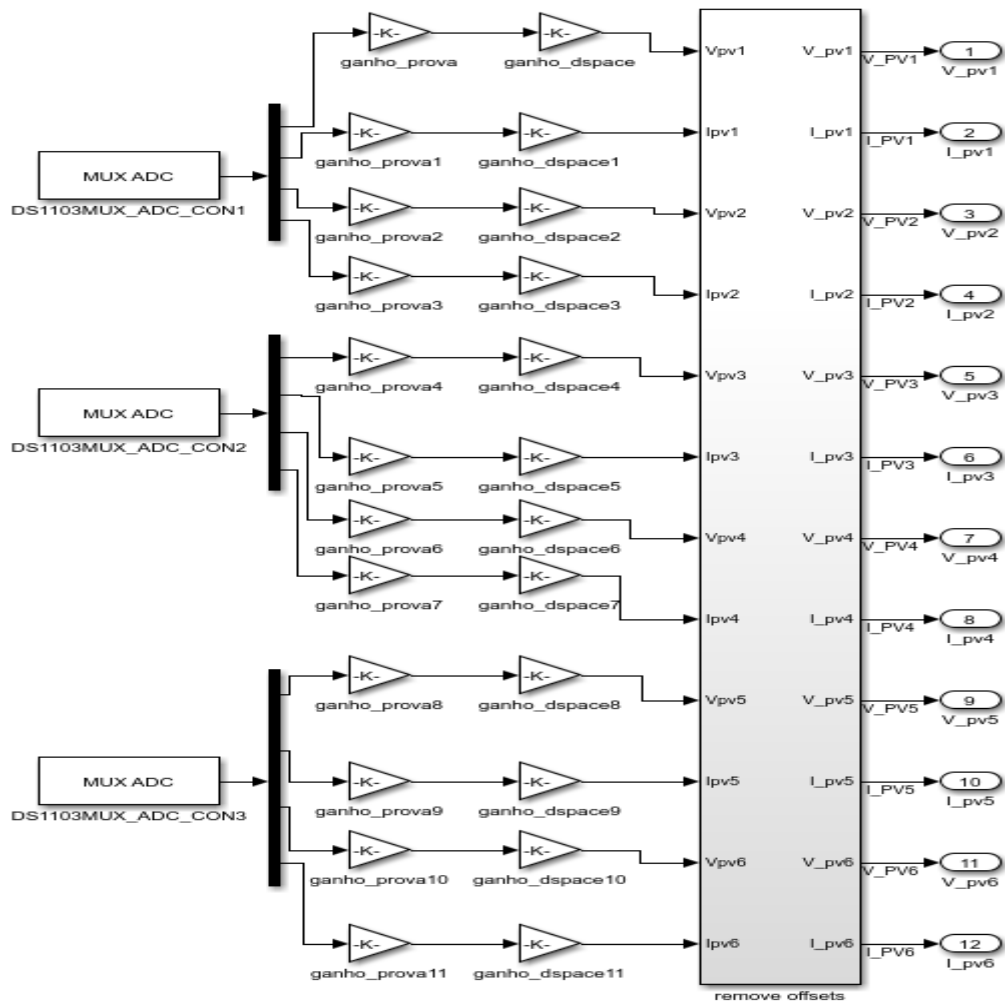 -K- -K-
ganho_prova ganho_dspace Vpv1 V_pv1 V_PV1 1
V_pv1
-K- -K- Ipv1 I_pv1 I_PV1 2
ganho_prova1 ganho_dspace1 I_pv1
MUX ADC
DS1103MUX_ADC_CON1
-K- -K- Vpv2 V_pv2 V_PV2 3
ganho_prova2 ganho_dspace2 V_pv2
-K- -K- Ipv2 I_pv2 I_PV2 4
ganho_prova3 ganho_dspace3 I_pv2
-K- -K- Vpv3 V_pv3 V_PV3 5
ganho_prova4 ganho_dspace4 V_pv3
MUX ADC
DS1103MUX_ADC_CON2
-K- -K- Ipv3 I_pv3 I_PV3 6
ganho_prova5 ganho_dspace5 I_pv3
-K- -K- Vpv4 V_pv4 V_PV4 7
ganho_prova6 ganho_dspace6 V_pv4
-K- -K- Ipv4 I_pv4 I_PV4 8
ganho_prova7 ganho_dspace7 I_pv4
-K- -K- Vpv5 V_pv5 V_PV5 9
ganho_prova8 ganho_dspace8 V_pv5
MUX ADC
DS1103MUX_ADC_CON3
-K- -K- Ipv5 I_pv5 I_PV5 10
ganho_prova9 ganho_dspace9 I_pv5
-K- -K- Vpv6 V_pv6 V_PV6 11
ganho_prova10 ganho_dspace10 V_pv6
-K- -K- Ipv6 I_pv6 I_PV6 12
ganho_prova11 ganho_dspace11 I_pv6
remove offsets